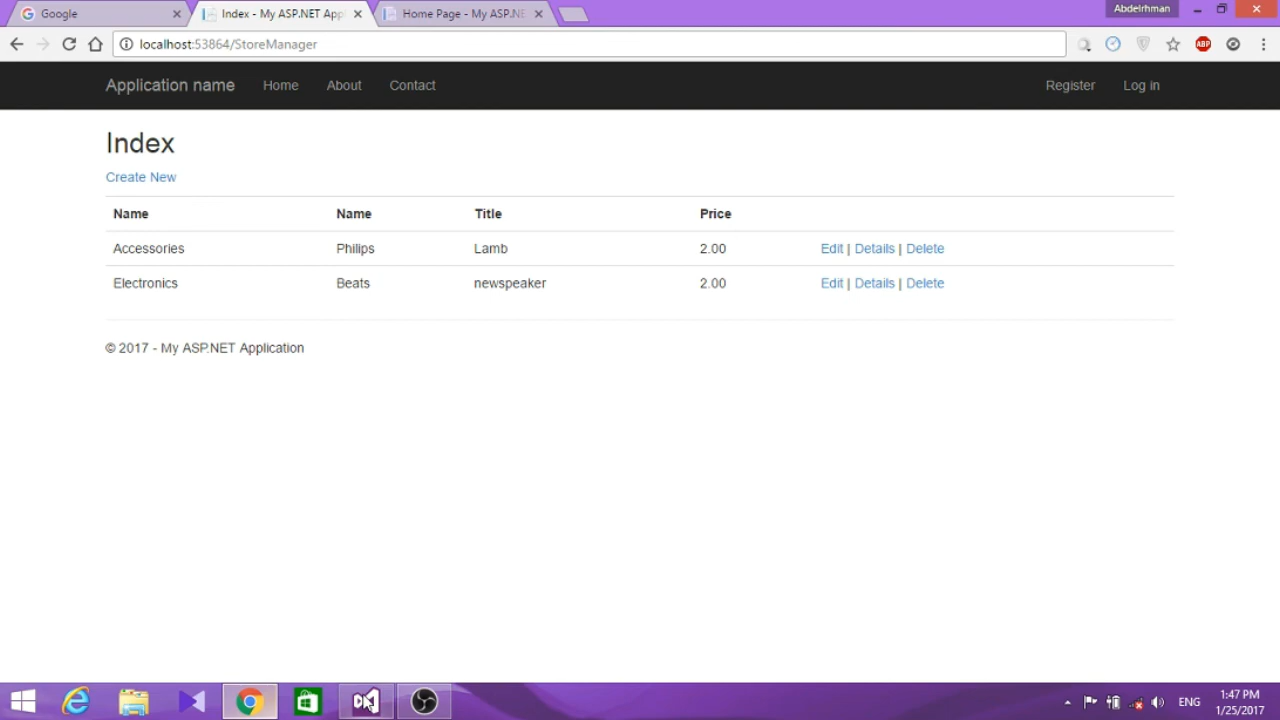 Google
Index - My ASP.NET Appl
Home Page - My ASP.NE
Abdelrhman
localhost:53864/StoreManager
ABP
Application name Home About Contact Register Log in
Index
Create New
Name Name Title Price
Accessories Philips Lamb 2.00 Edit | Details | Delete
Electronics Beats newspeaker 2.00 Edit | Details | Delete
© 2017 - My ASP.NET Application
ENG
1:47 PM
1/25/2017